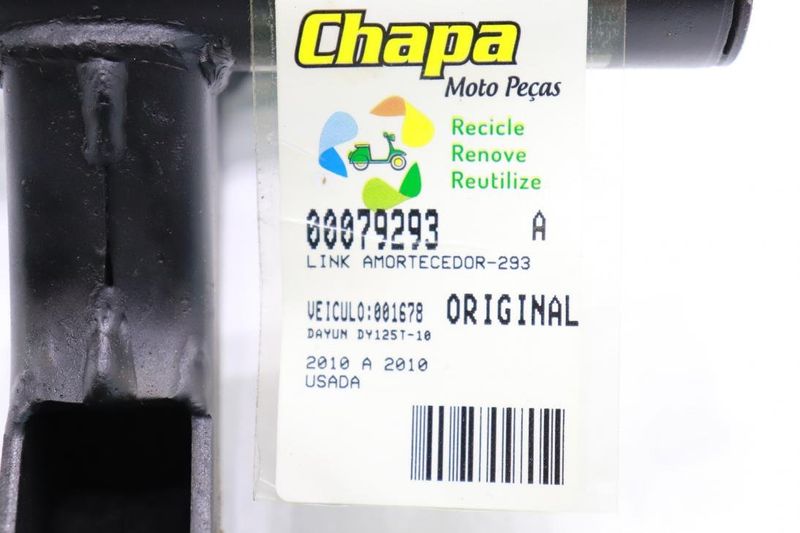 Chapa
Moto Peças
Recicle
Renove
Reutilize
00079293 A
LINK AMORTECEDOR-293
VEICULO:001678 ORIGINAL
DAYUN DY125T-10
2010 A 2010
USADA